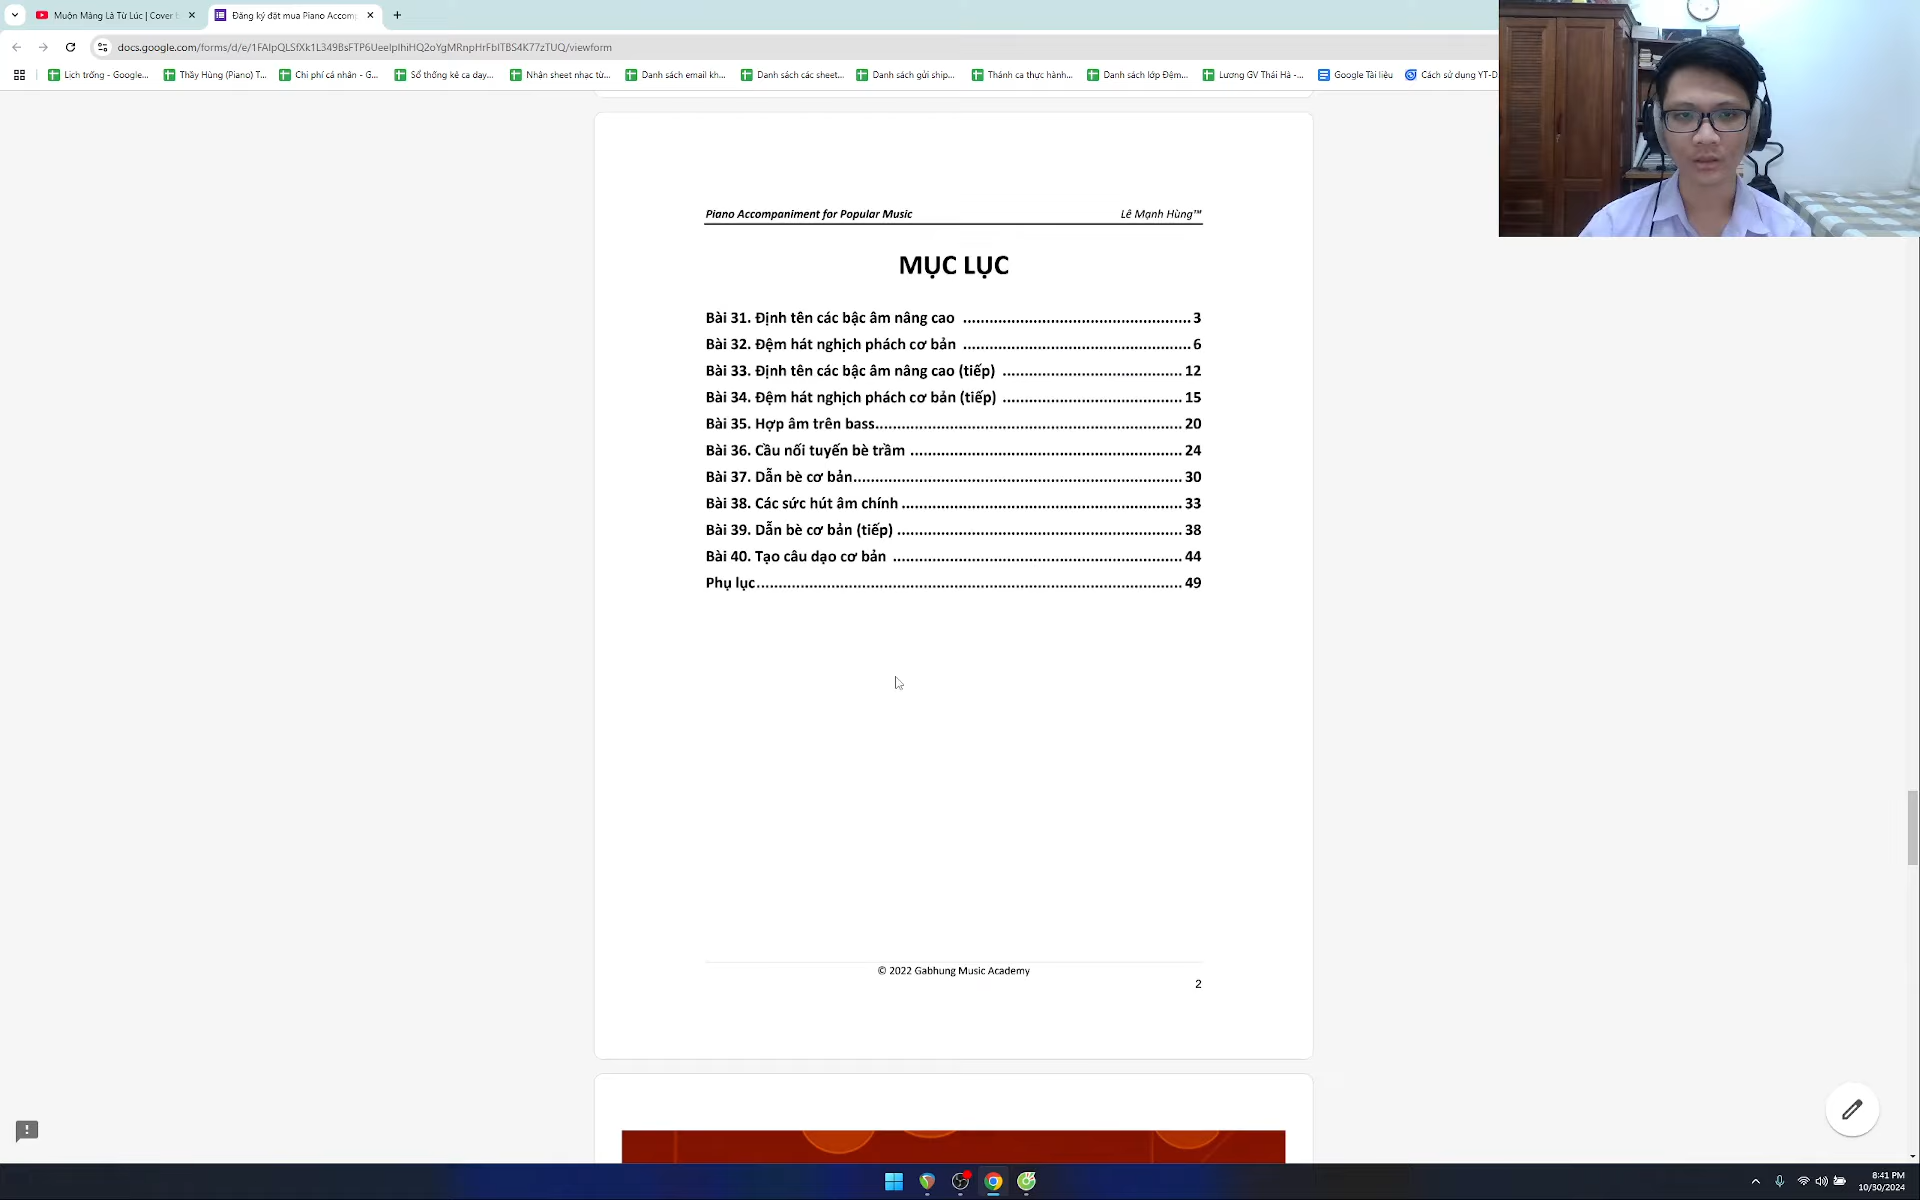 Muộn Màng Là Từ Lúc | Cover
Đăng ký đặt mua Piano Accomp
docs.google.com/forms/d/e/
/viewform
Lịch trống - Google...
Thầy Hùng (Piano) T...
Chi phí cá nhân - G...
Sổ thống kê ca dạy...
Nhận sheet nhạc từ...
Danh sách email kh...
Danh sách các sheet...
Danh sách gửi ship...
Thánh ca thực hành...
Danh sách lớp Đệm...
Lương GV Thái Hà -...
Google Tài liệu
Cách sử dụng YT-D
Piano Accompaniment for Popular Music
Lê Mạnh Hùng™
MỤC LỤC
Bài 31. Định tên các bậc âm nâng cao ................................................... 3
Bài 32. Đệm hát nghịch phách cơ bản ................................................... 6
Bài 33. Định tên các bậc âm nâng cao (tiếp) ........................................ 12
Bài 34. Đệm hát nghịch phách cơ bản (tiếp) ........................................ 15
Bài 35. Hợp âm trên bass.................................................................... 20
Bài 36. Cầu nối tuyến bè trầm ............................................................. 24
Bài 37. Dẫn bè cơ bản......................................................................... 30
Bài 38. Các sức hút âm chính .............................................................. 33
Bài 39. Dẫn bè cơ bản (tiếp) ................................................................ 38
Bài 40. Tạo câu dạo cơ bản ................................................................. 44
Phụ lục............................................................................................... 49
© 2022 Gabhung Music Academy
2
8:41 PM
10/30/2024